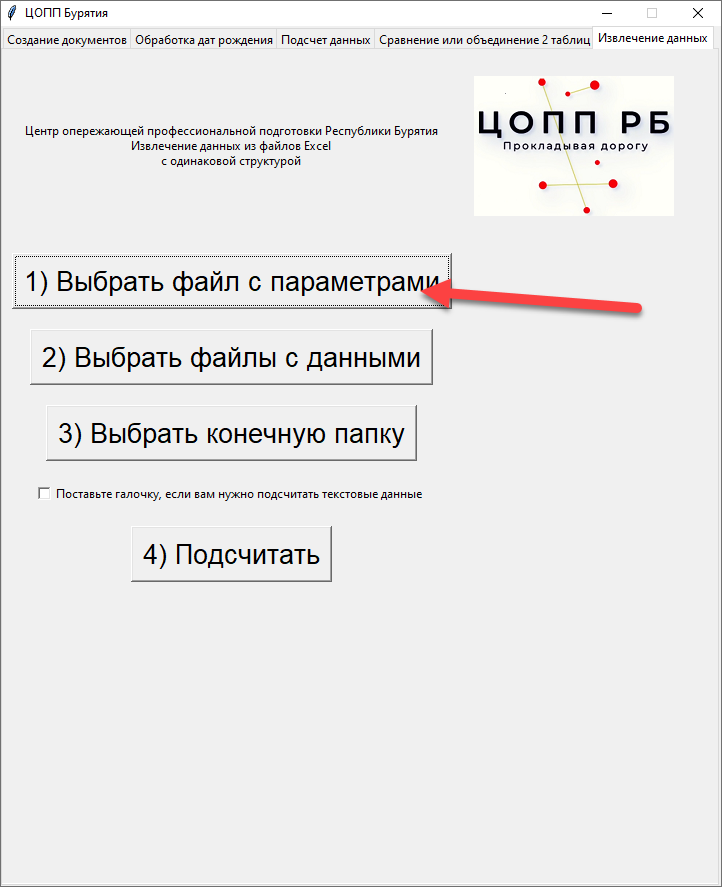 ЦОПП Бурятия
Создание документов Обработка дат рождения Подсчет данных Сравнение или объединение 2 таблиц Извлечение данных
Центр опережающей профессиональной подготовки Республики Бурятия
Извлечение данных из файлов Excel
с одинаковой структурой
ЦОПП РБ
Прокладывая дорогу
1) Выбрать файл с параметрами
2) Выбрать файлы с данными
3) Выбрать конечную папку
Поставьте галочку, если вам нужно подсчитать текстовые данные
4) Подсчитать